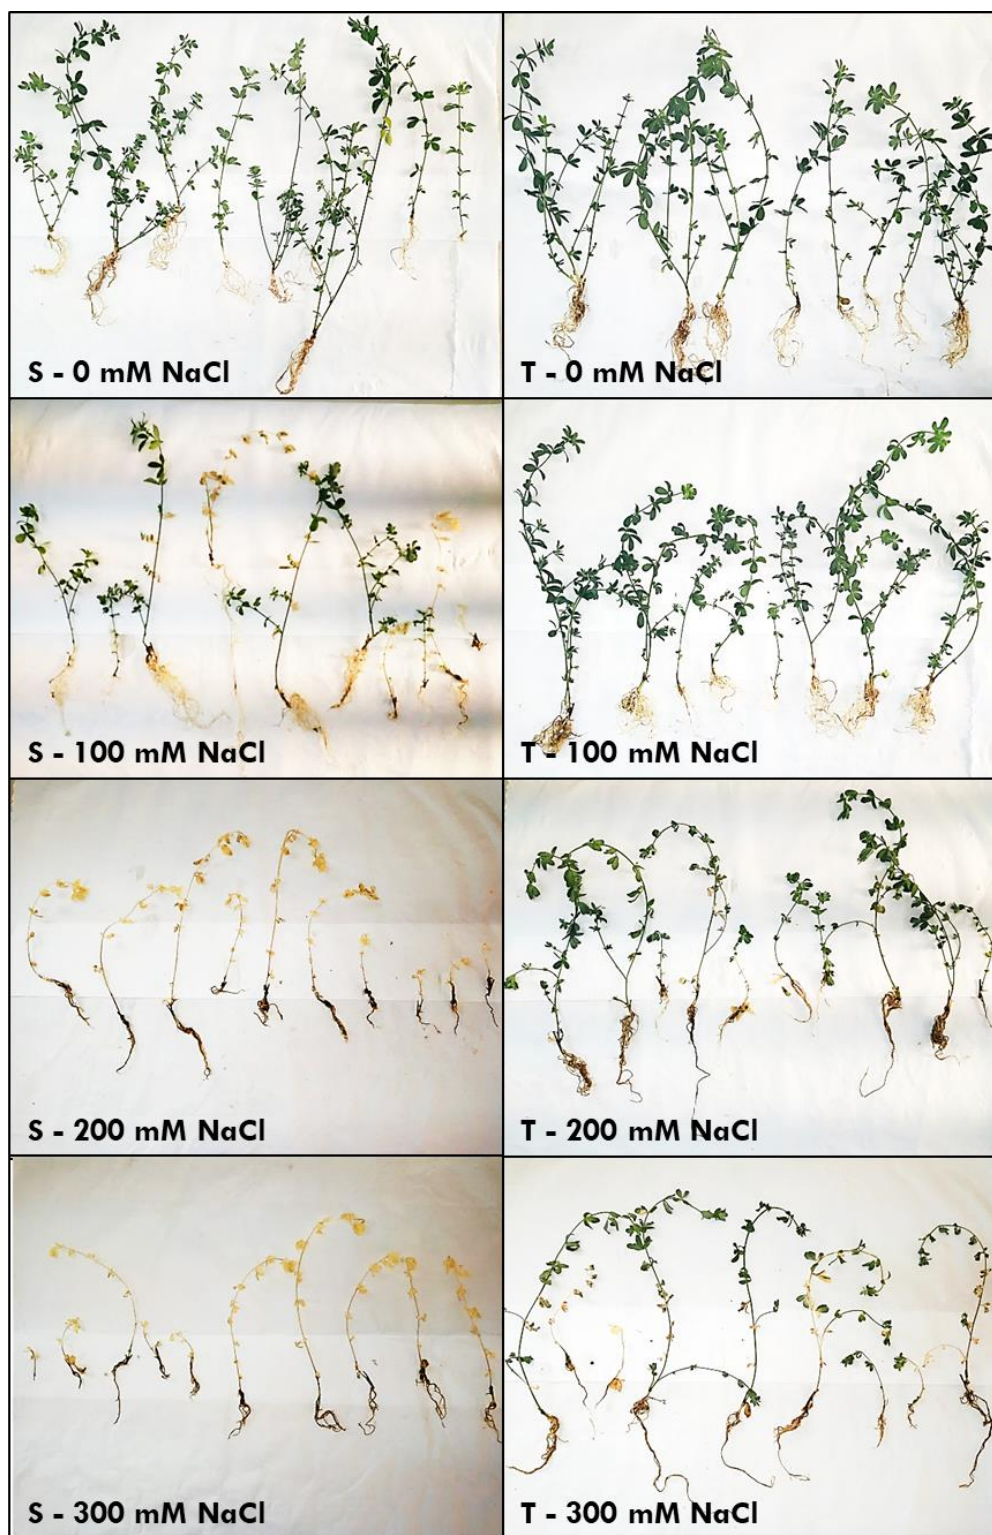 S - 0 mM NaCl
T - 0 mM NaCl
S - 100 mM NaCl
T - 100 mM NaCl
S - 200 mM NaCl
T - 200 mM NaCl
S - 300 mM NaCl
T - 300 mM NaCl